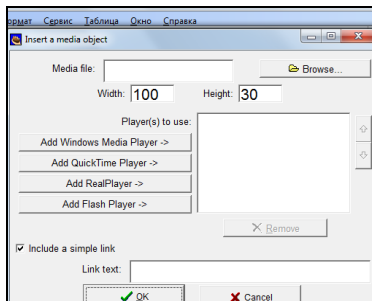 ормат Сервис Таблица Окно Справка
Insert a media object
Media file: Browse...
Width: 100 Height: 30
Player(s) to use:
Add Windows Media Player ->
Add QuickTime Player ->
Add RealPlayer ->
Add Flash Player ->
Remove
Include a simple link
Link text:
OK Cancel